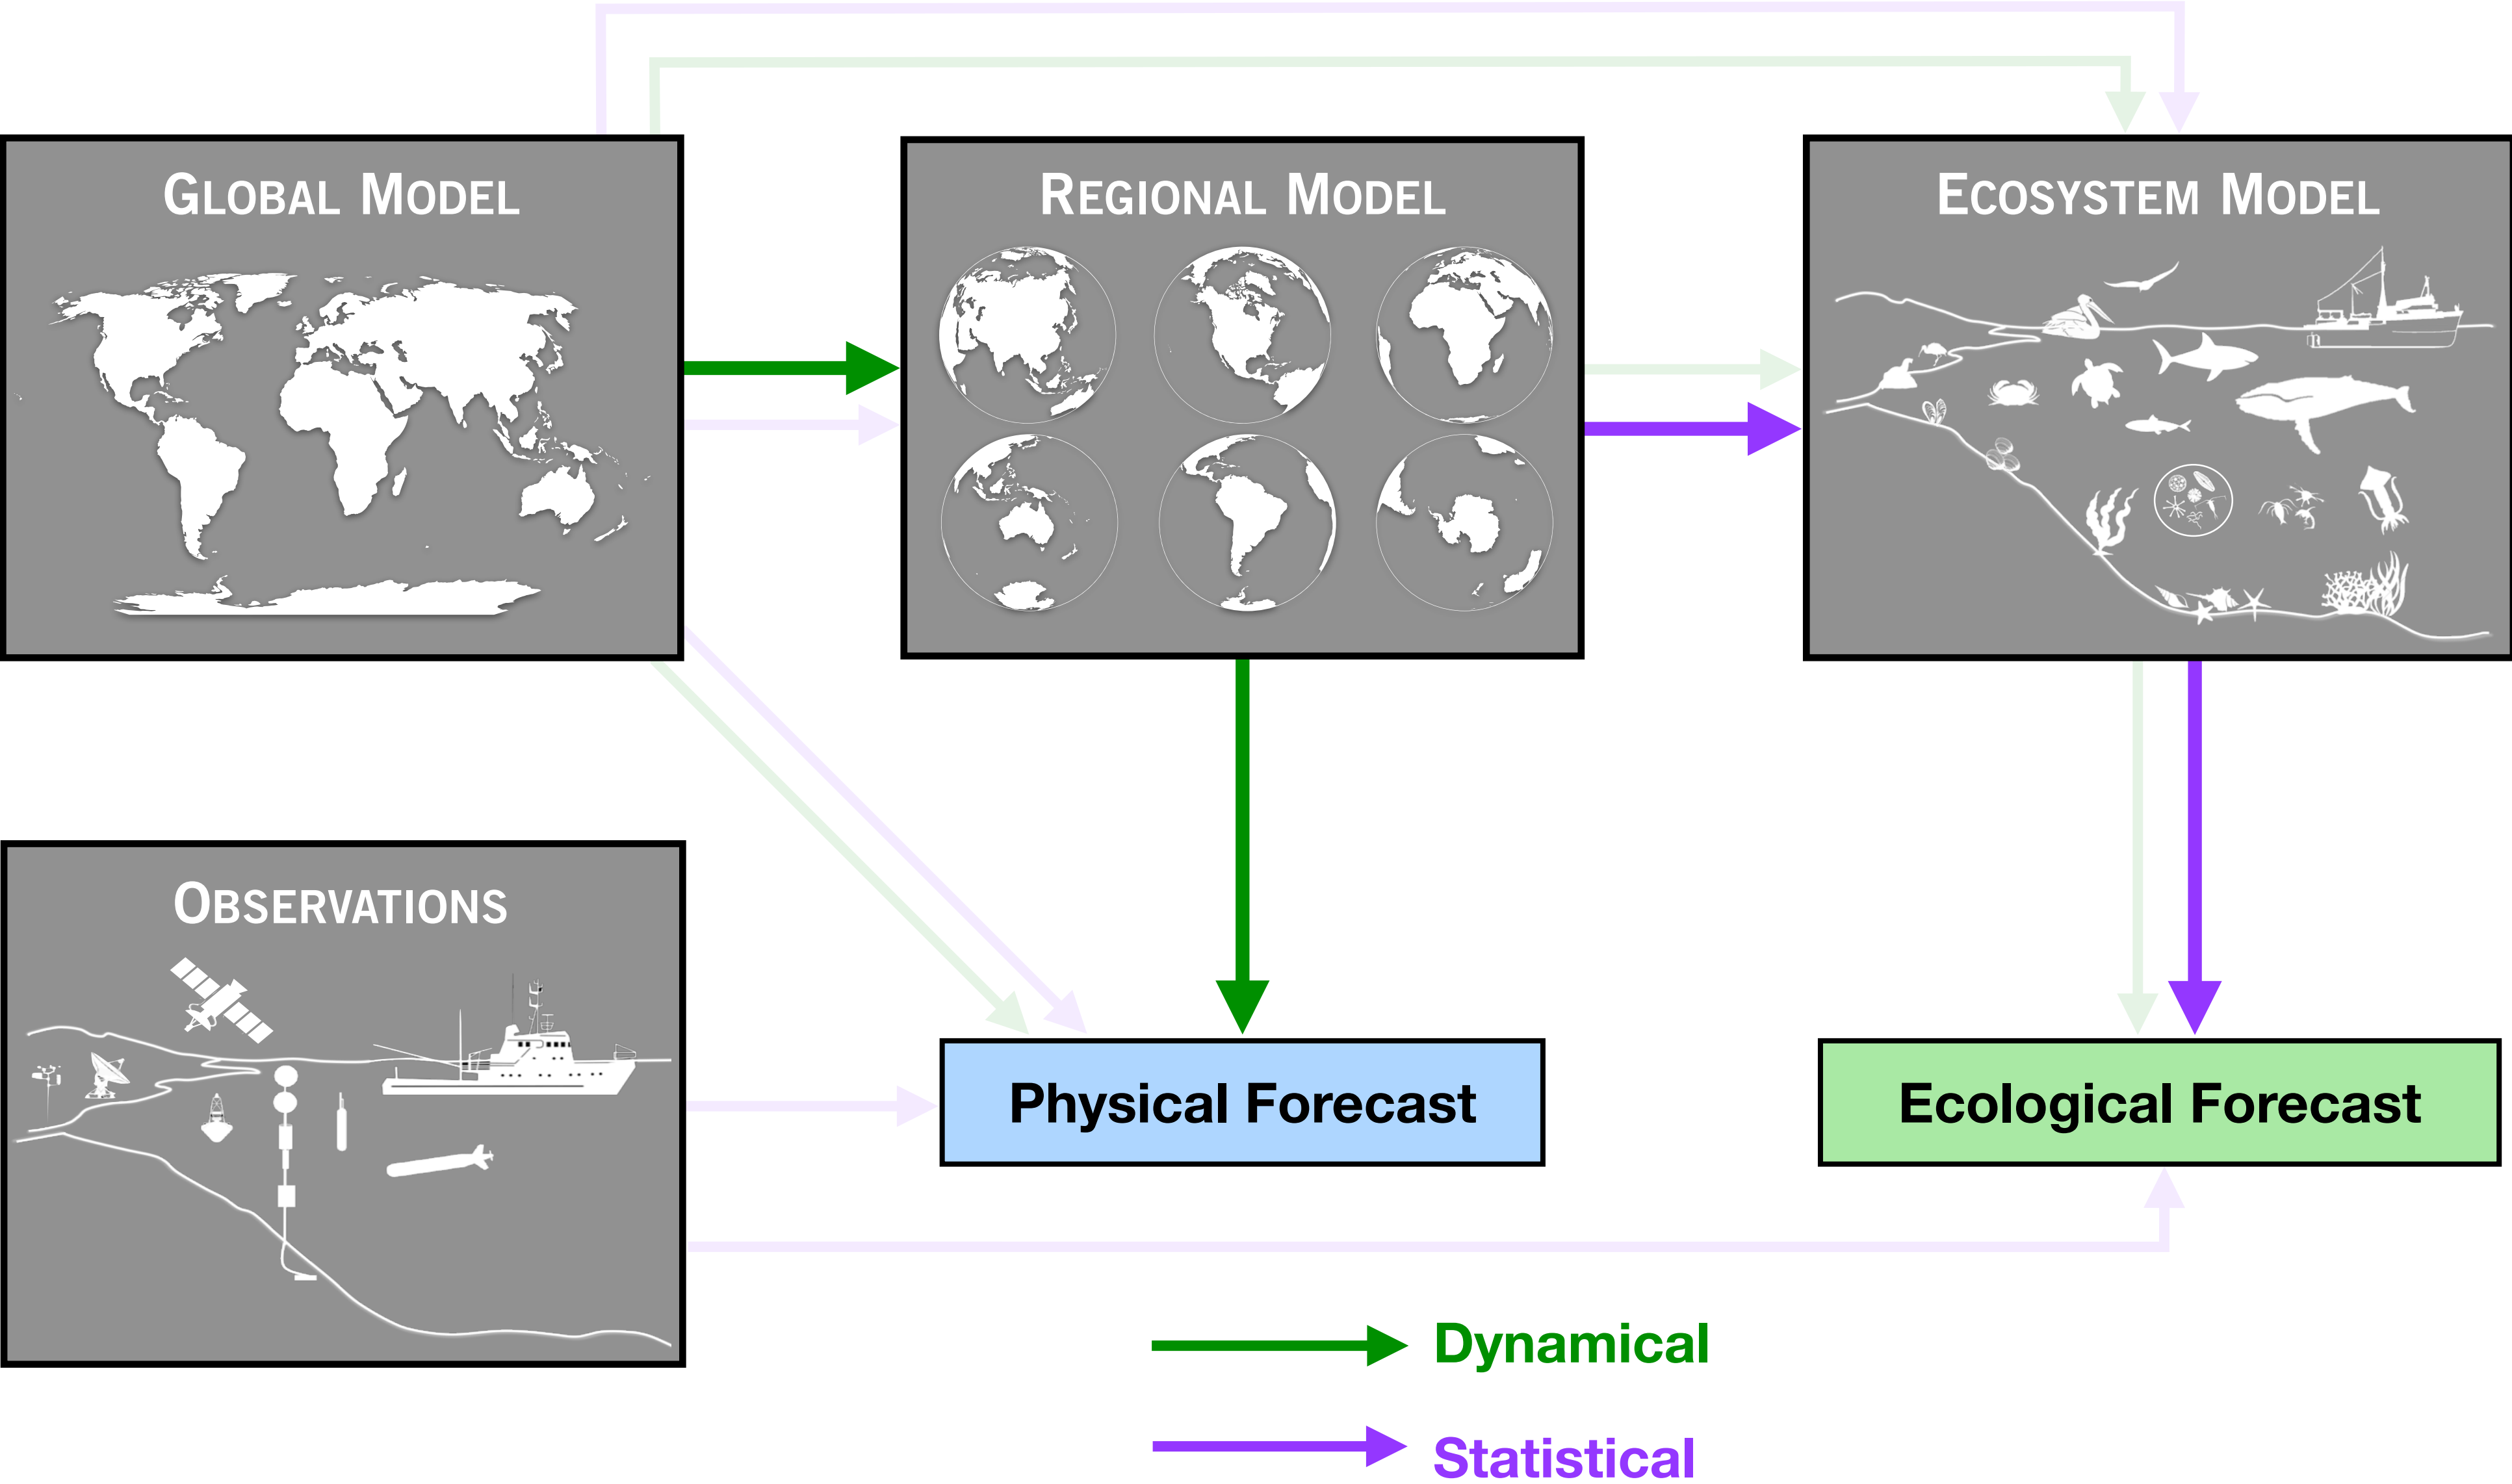 GLOBAL MODEL
REGIONAL MODEL
ECOSYSTEM MODEL
OBSERVATIONS
Physical Forecast
Ecological Forecast
Dynamical
Statistical